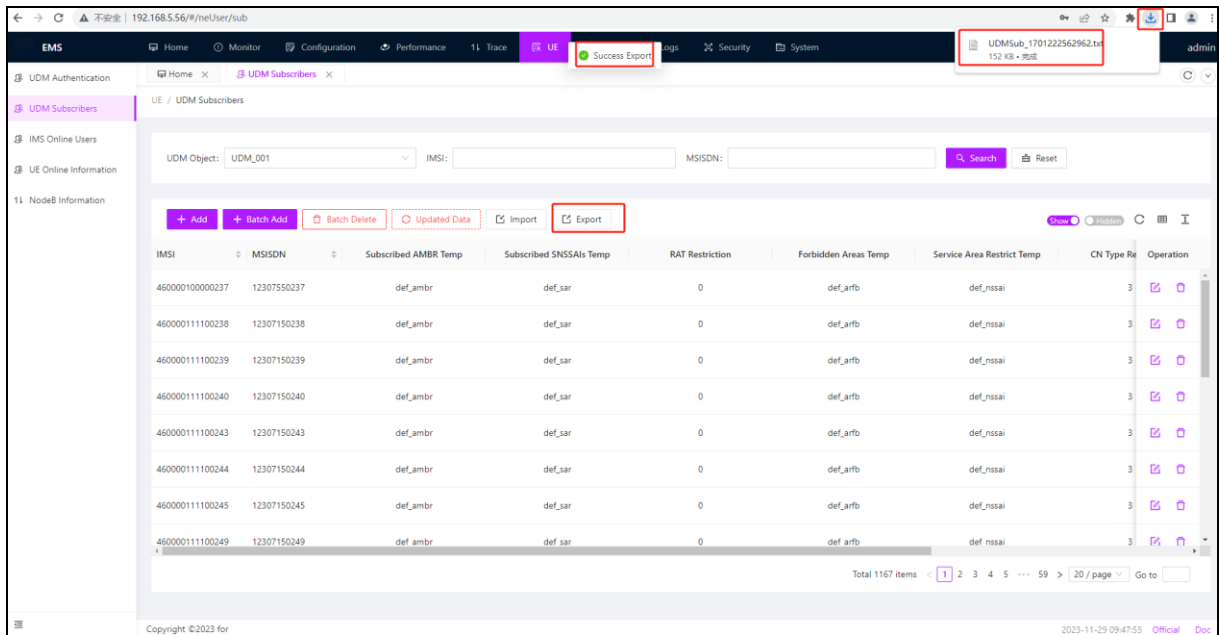 不安全 | 192.168.5.56/#/neUser/sub
EMS
Home
Monitor
Configuration
Performance
Trace
UE
Logs
Security
System
admin
Success Export
UDMSub_1701222562962.txt
152 KB • 完成
UDM Authentication
UDM Subscribers
IMS Online Users
UE Online Information
NodeB Information
Home ×
UDM Subscribers ×
UE / UDM Subscribers
UDM Object: UDM_001 IMSI: MSISDN: Search Reset
+ Add + Batch Add Batch Delete Updated Data Import Export Show Hidden
IMSI MSISDN Subscribed AMBR Temp Subscribed SNSSAIs Temp RAT Restriction Forbidden Areas Temp Service Area Restrict Temp CN Type Re Operation
460000100000237 12307550237 def_ambr def_sar 0 def_arfb def_nssai 3
460000111100238 12307150238 def_ambr def_sar 0 def_arfb def_nssai 3
460000111100239 12307150239 def_ambr def_sar 0 def_arfb def_nssai 3
460000111100240 12307150240 def_ambr def_sar 0 def_arfb def_nssai 3
460000111100243 12307150243 def_ambr def_sar 0 def_arfb def_nssai 3
460000111100244 12307150244 def_ambr def_sar 0 def_arfb def_nssai 3
460000111100245 12307150245 def_ambr def_sar 0 def_arfb def_nssai 3
460000111100249 12307150249 def_ambr def_sar 0 def_arfb def_nssai 3
Total 1167 items < 1 2 3 4 5 ··· 59 > 20 / page Go to
Copyright ©2023 for
2023-11-29 09:47:55 Official Doc